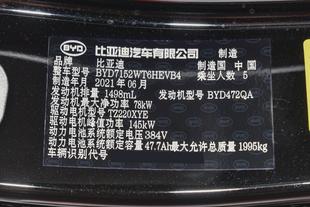 BYD 比亚迪汽车有限公司 制造
品牌 比亚迪 制造国 中国
整车型号 BYD7152WT6HEVB4 乘坐人数 5
制造年月 2021年06月
发动机排量 1498mL 发动机型号 BYD472QA
发动机最大净功率 78kW
驱动电机型号 TZ220XYE
驱动电机峰值功率 145kW
动力电池系统额定电压 384V
动力电池系统额定容量 47.7Ah 最大允许总质量 1995kg
车辆识别代号